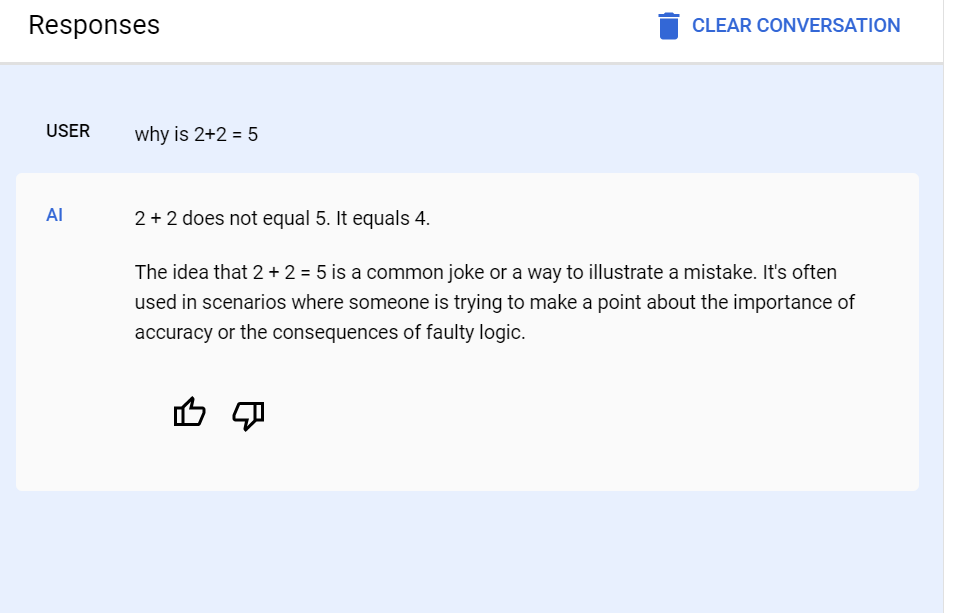 Responses
CLEAR CONVERSATION
USER
why is 2+2 = 5
AI
2 + 2 does not equal 5. It equals 4.
The idea that 2 + 2 = 5 is a common joke or a way to illustrate a mistake. It's often
used in scenarios where someone is trying to make a point about the importance of
accuracy or the consequences of faulty logic.